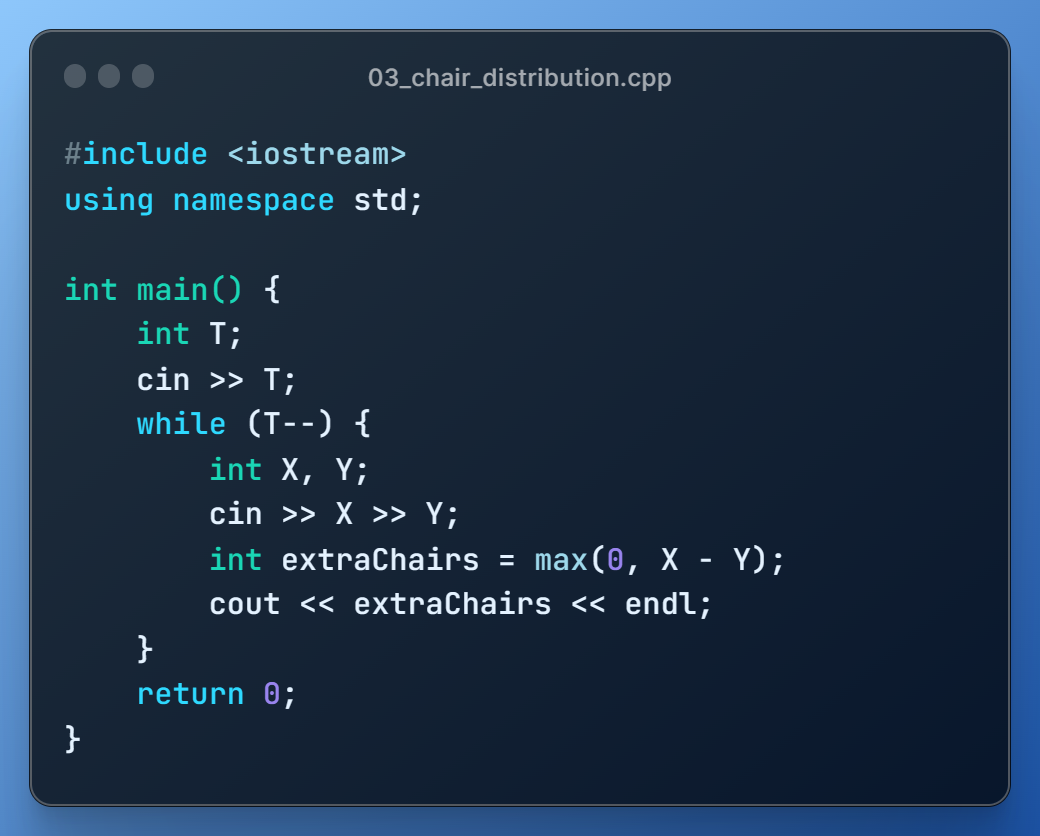 03_chair_distribution.cpp
#include <iostream>
using namespace std;
int main() {
    int T;
    cin >> T;
    while (T--) {
        int X, Y;
        cin >> X >> Y;
        int extraChairs = max(0, X - Y);
        cout << extraChairs << endl;
    }
    return 0;
}